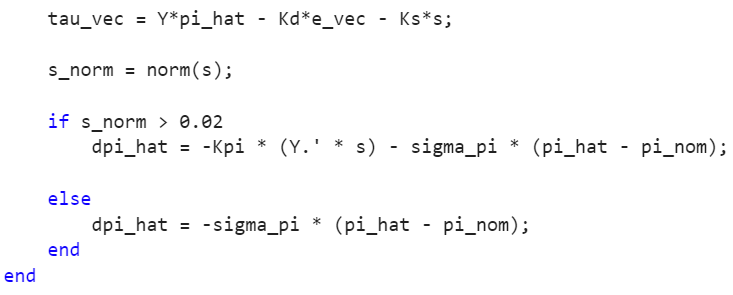 tau_vec = Y*pi_hat - Kd*e_vec - Ks*s;
s_norm = norm(s);
if s_norm > 0.02
dpi_hat = -Kpi * (Y.' * s) - sigma_pi * (pi_hat - pi_nom);
else
dpi_hat = -sigma_pi * (pi_hat - pi_nom);
end
end